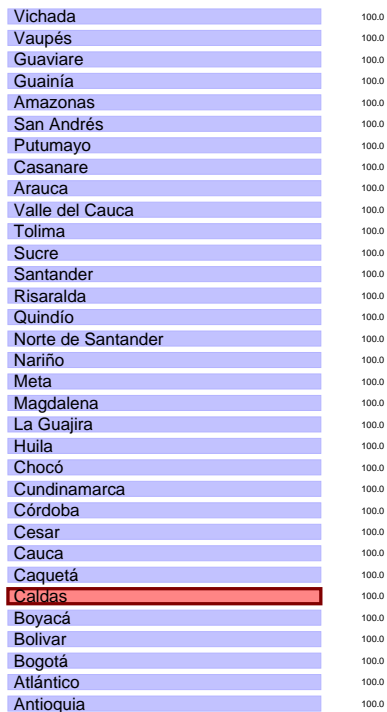 Vichada 100.0
Vaupés 100.0
Guaviare 100.0
Guainía 100.0
Amazonas 100.0
San Andrés 100.0
Putumayo 100.0
Casanare 100.0
Arauca 100.0
Valle del Cauca 100.0
Tolima 100.0
Sucre 100.0
Santander 100.0
Risaralda 100.0
Quindío 100.0
Norte de Santander 100.0
Nariño 100.0
Meta 100.0
Magdalena 100.0
La Guajira 100.0
Huila 100.0
Chocó 100.0
Cundinamarca 100.0
Córdoba 100.0
Cesar 100.0
Cauca 100.0
Caquetá 100.0
Caldas 100.0
Boyacá 100.0
Bolivar 100.0
Bogotá 100.0
Atlántico 100.0
Antioquia 100.0